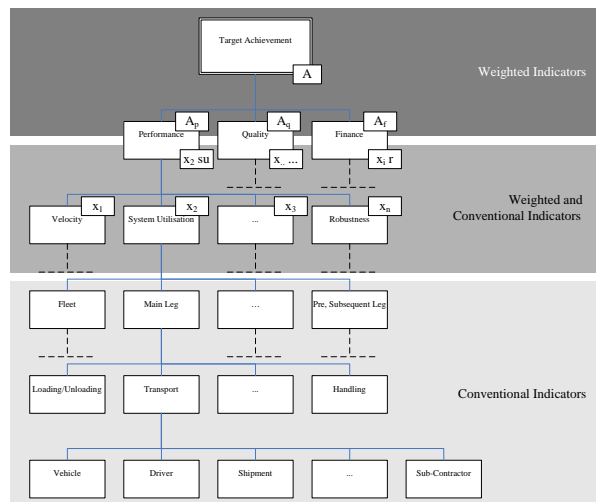 Target Achievement
A
Weighted Indicators
Aₚ
A_q
A_f
Performance
Quality
Finance
x₂ su
x.. ...
xᵢ r
x₁
x₂
x₃
xₙ
Weighted and
Conventional Indicators
Velocity
System Utilisation
...
Robustness
Fleet
Main Leg
...
Pre, Subsequent Leg
Loading/Unloading
Transport
...
Handling
Conventional Indicators
Vehicle
Driver
Shipment
...
Sub-Contractor